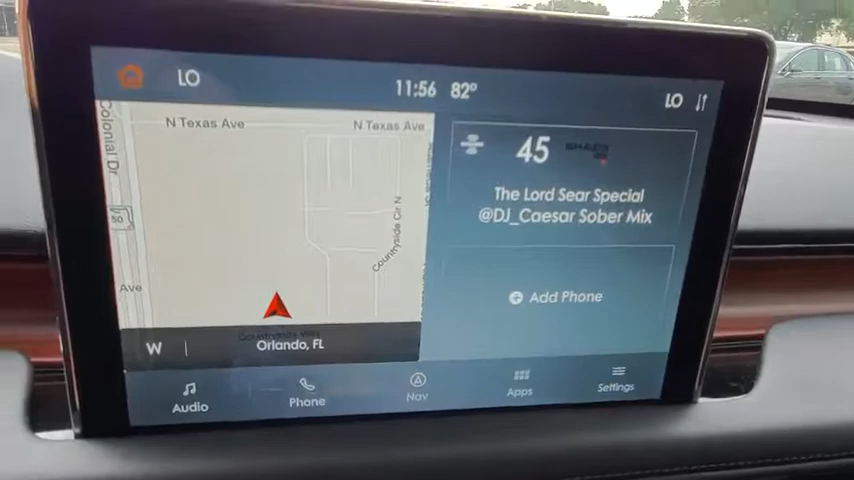 LO
11:56 82°
LO
Colonial Dr
N Texas Ave
N Texas Ave
50
Ave
Countryside Cir N
W
Orlando, FL
45
SHADE
The Lord Sear Special
@DJ_Caesar Sober Mix
Add Phone
Audio
Phone
Nav
Apps
Settings